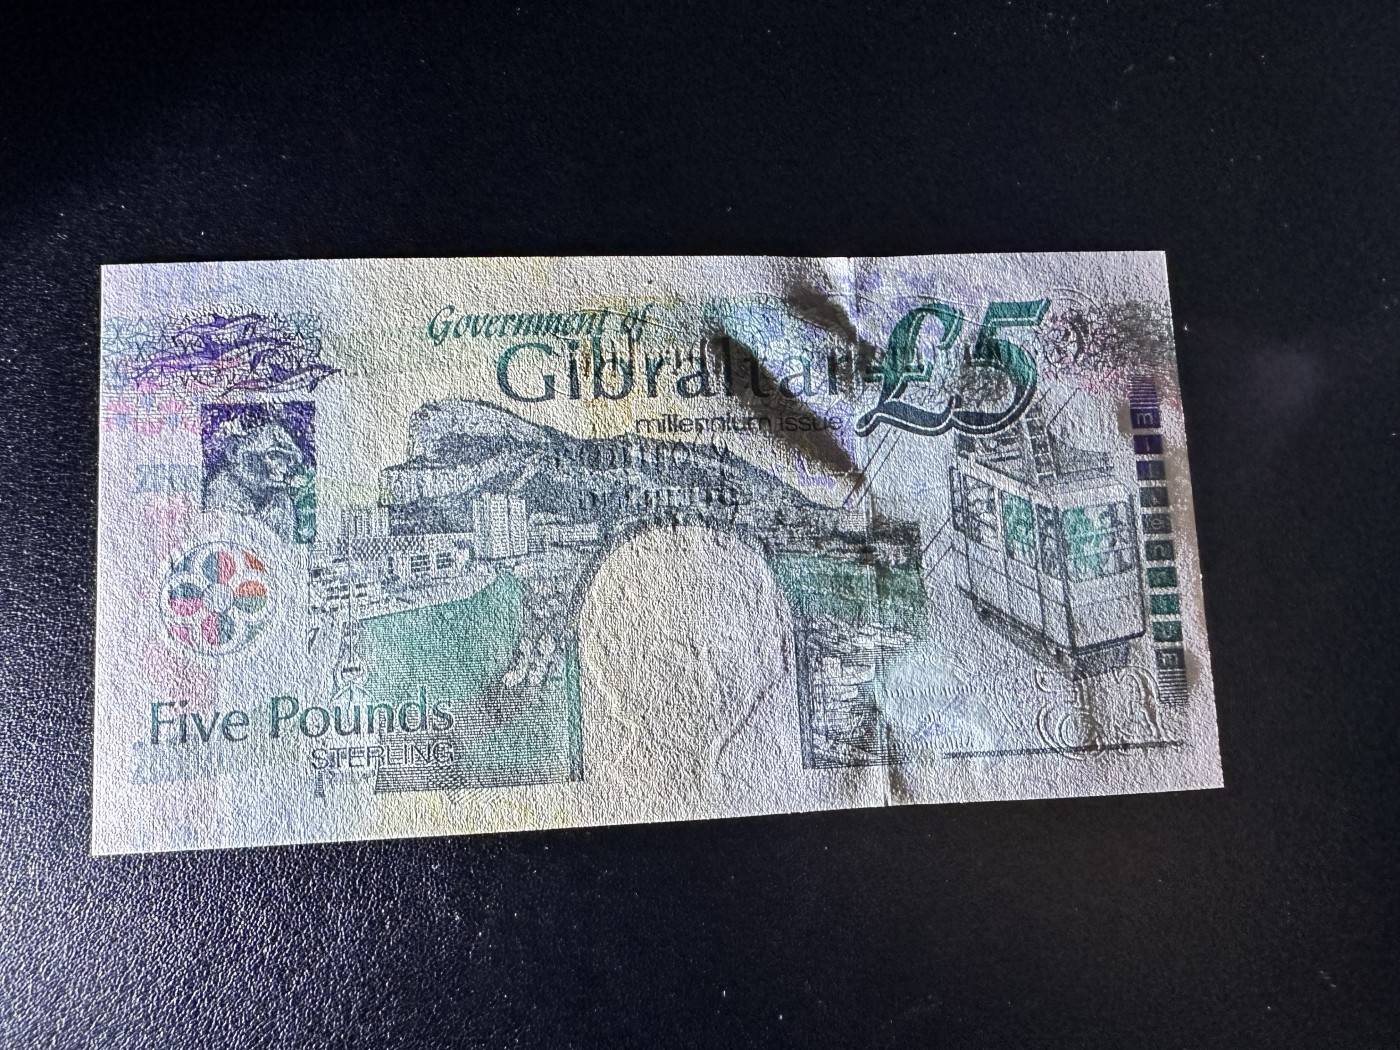 Government of
Gibraltar
£5
millennium issue
Five Pounds
STERLING